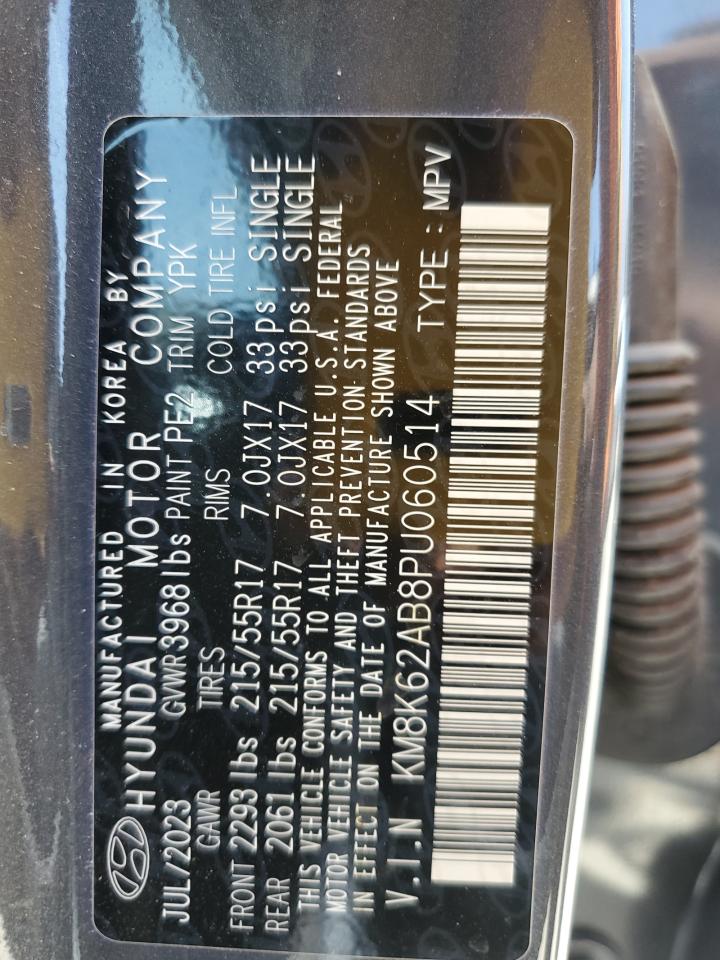 MANUFACTURED IN KOREA BY
HYUNDAI MOTOR COMPANY
JUL/2023 GVWR3968lbs PAINT PE2 TRIM YPK
GAWR TIRES RIMS COLD TIRE INFL
FRONT 2293 lbs 215/55R17 7.0JX17 33psi SINGLE
REAR 2061 lbs 215/55R17 7.0JX17 33psi SINGLE
THIS VEHICLE CONFORMS TO ALL APPLICABLE U.S.A. FEDERAL
MOTOR VEHICLE SAFETY AND THEFT PREVENTION STANDARDS
IN EFFECT ON THE DATE OF MANUFACTURE SHOWN ABOVE
V.I.N KM8K62AB8PU060514 TYPE : MPV